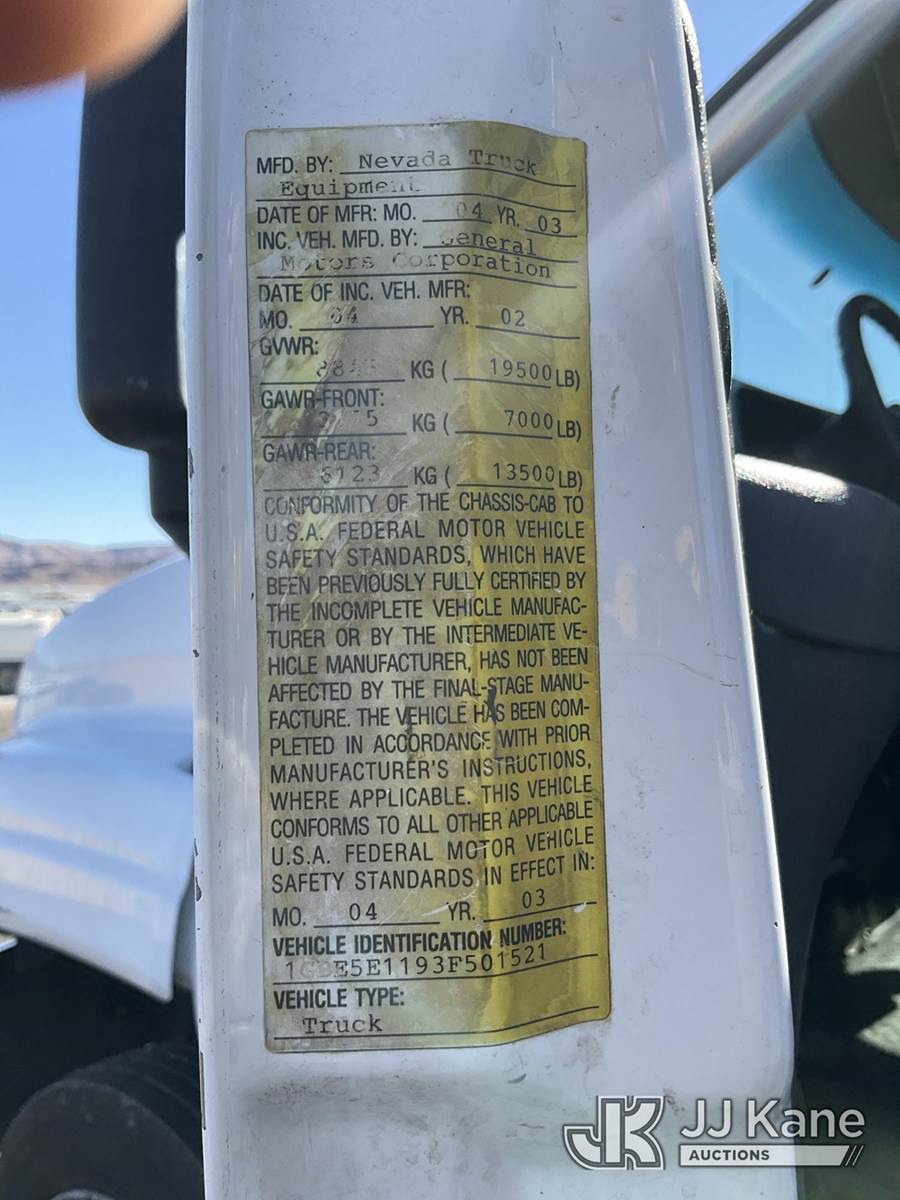 MFD. BY: Nevada Truck
Equipment
DATE OF MFR: MO. 04 YR. 03
INC. VEH. MFD. BY: General
Motors Corporation
DATE OF INC. VEH. MFR:
MO. 04 YR. 02
GVWR:
KG ( 19500 LB)
GAWR-FRONT:
KG ( 7000 LB)
GAWR-REAR:
6123 KG ( 13500 LB)
CONFORMITY OF THE CHASSIS-CAB TO
U.S.A. FEDERAL MOTOR VEHICLE
SAFETY STANDARDS, WHICH HAVE
BEEN PREVIOUSLY FULLY CERTIFIED BY
THE INCOMPLETE VEHICLE MANUFAC-
TURER OR BY THE INTERMEDIATE VE-
HICLE MANUFACTURER, HAS NOT BEEN
AFFECTED BY THE FINAL-STAGE MANU-
FACTURE. THE VEHICLE HAS BEEN COM-
PLETED IN ACCORDANCE WITH PRIOR
MANUFACTURER'S INSTRUCTIONS,
WHERE APPLICABLE. THIS VEHICLE
CONFORMS TO ALL OTHER APPLICABLE
U.S.A. FEDERAL MOTOR VEHICLE
SAFETY STANDARDS IN EFFECT IN:
MO. 04 YR. 03
VEHICLE IDENTIFICATION NUMBER:
VEHICLE TYPE:
Truck
JK JJ Kane
AUCTIONS